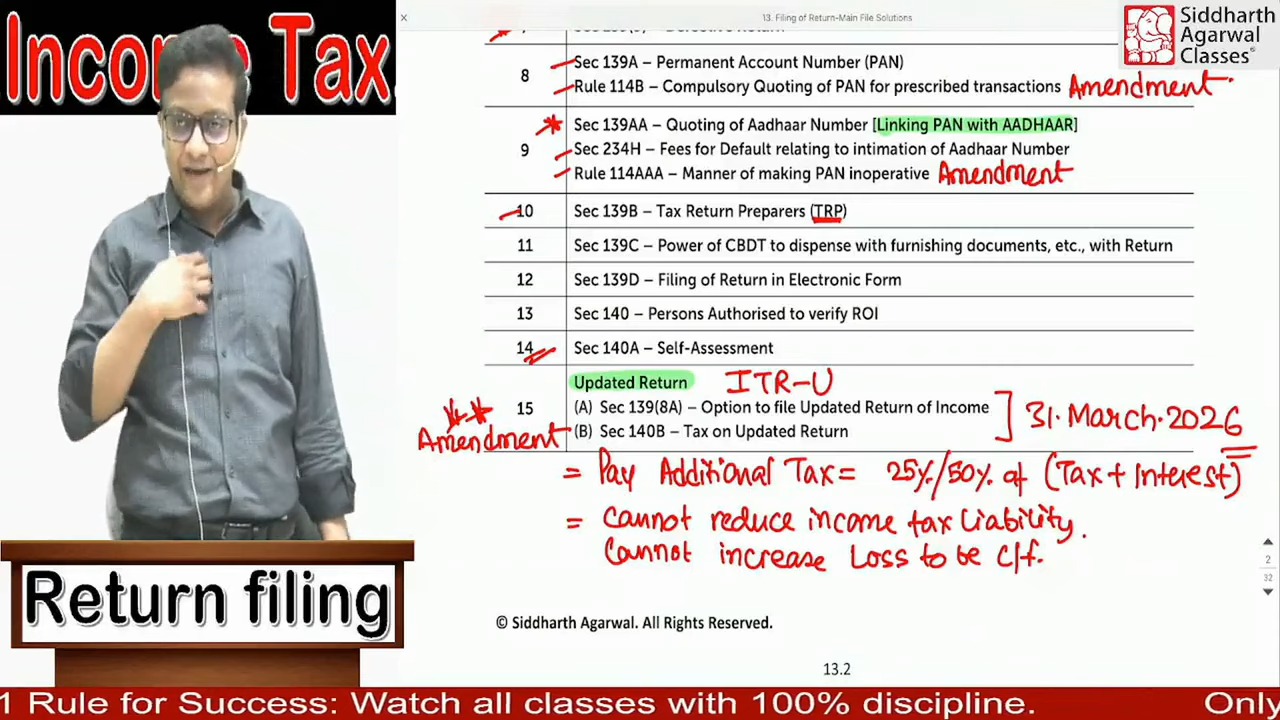 Income Tax.
13. Filing of Return-Main File Solutions
Siddharth
Agarwal
Classes®
8
Sec 139A – Permanent Account Number (PAN)
Rule 114B – Compulsory Quoting of PAN for prescribed transactions Amendment
9
Sec 139AA – Quoting of Aadhaar Number [Linking PAN with AADHAAR]
Sec 234H – Fees for Default relating to intimation of Aadhaar Number
Rule 114AAA – Manner of making PAN inoperative Amendment
10 Sec 139B – Tax Return Preparers (TRP)
11 Sec 139C – Power of CBDT to dispense with furnishing documents, etc., with Return
12 Sec 139D – Filing of Return in Electronic Form
13 Sec 140 – Persons Authorised to verify ROI
14 Sec 140A – Self-Assessment
15
Updated Return ITR-U
(A) Sec 139(8A) – Option to file Updated Return of Income
(B) Sec 140B – Tax on Updated Return
31. March. 2026
Amendment
= Pay Additional Tax = 25%/50% of (Tax + Interest)
= Cannot reduce income tax Liability.
Cannot increase Loss to be c/f.
© Siddharth Agarwal. All Rights Reserved.
13.2
2
32
Return filing
1 Rule for Success: Watch all classes with 100% discipline. Only